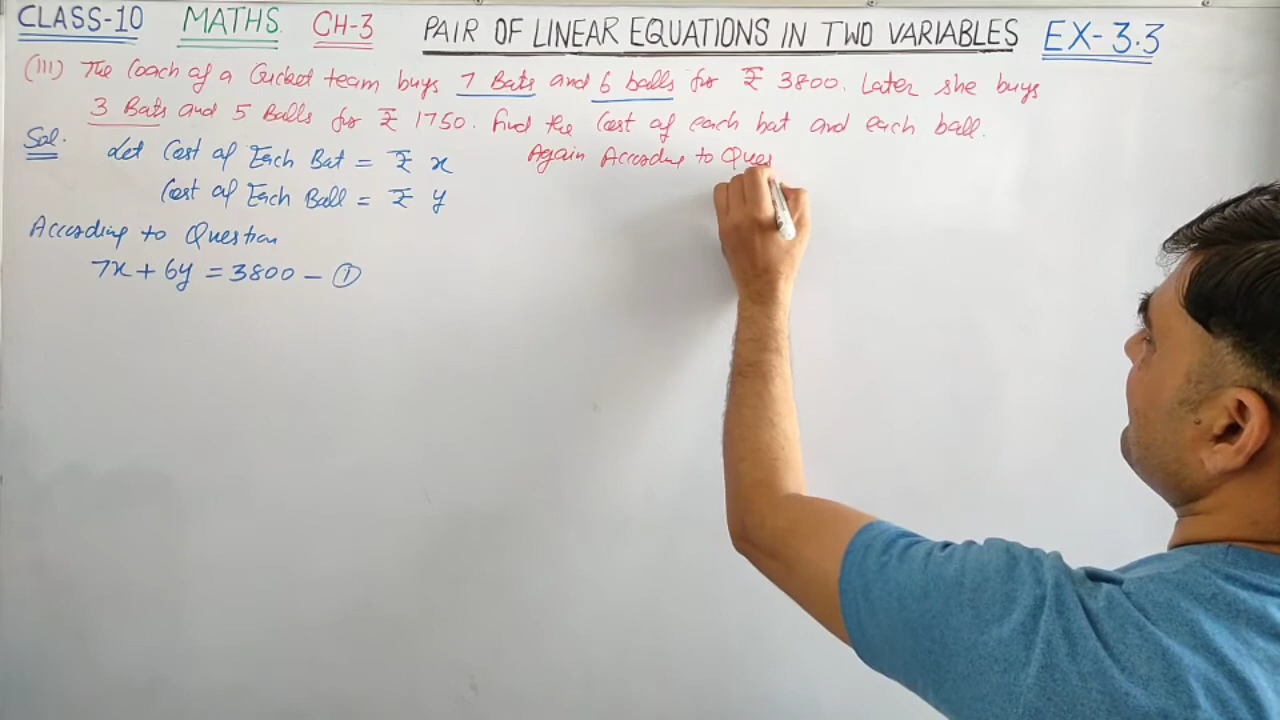 CLASS-10 MATHS. CH-3 PAIR OF LINEAR EQUATIONS IN TWO VARIABLES EX-3.3
(III) The Coach of a Cricket team buys 7 Bats and 6 balls for ₹ 3800. Later she buys
3 Bats and 5 Balls for ₹ 1750. Find the Cost of each bat and each ball.
Sol. Let Cost of Each Bat = ₹ x
Cost of Each Ball = ₹ y
According to Question
7x + 6y = 3800 – ①
Again According to Ques